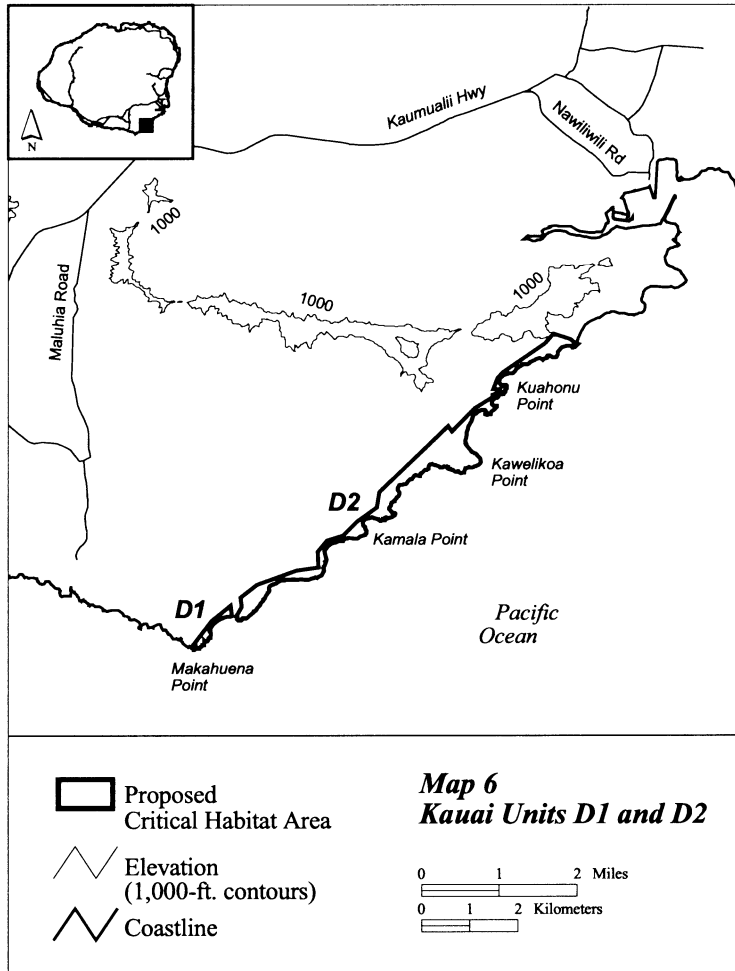 N
Kaumualii Hwy
Nawiliwili Rd
1000
1000
1000
Maluhia Road
Kuahonu
Point
Kawelikoa
Point
D2
Kamala Point
D1
Makahuena
Point
Pacific
Ocean
Proposed
Critical Habitat Area
Elevation
(1,000-ft. contours)
Coastline
Map 6
Kauai Units D1 and D2
0 1 2 Miles
0 1 2 Kilometers